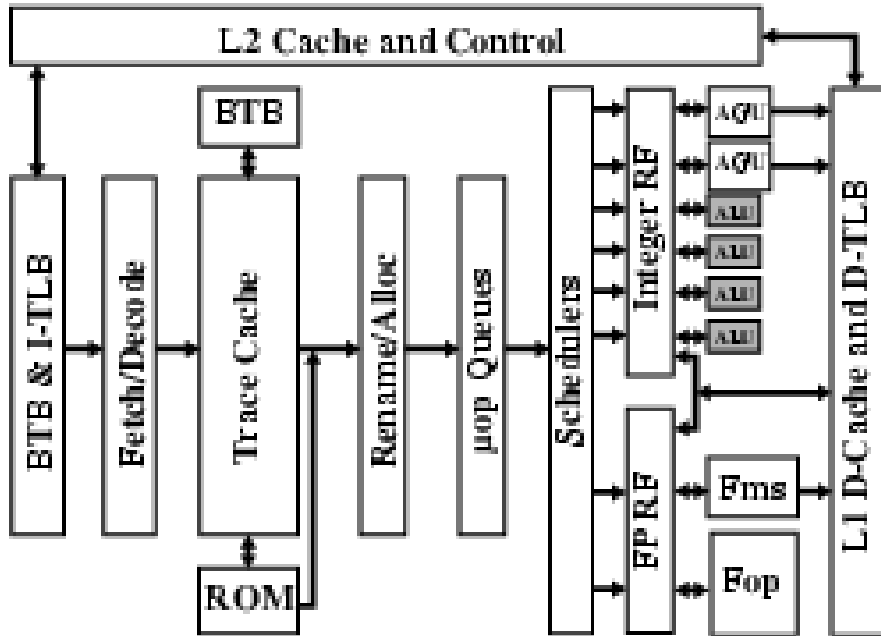 L2 Cache and Control
BTB
BTB & I-TLB
Fetch/Decode
Trace Cache
ROM
Rename/Alloc
µop Queues
Schedulers
Integer RF
FP RF
AGU
AGU
ALU
ALU
ALU
ALU
Fms
Fop
L1 D-Cache and D-TLB